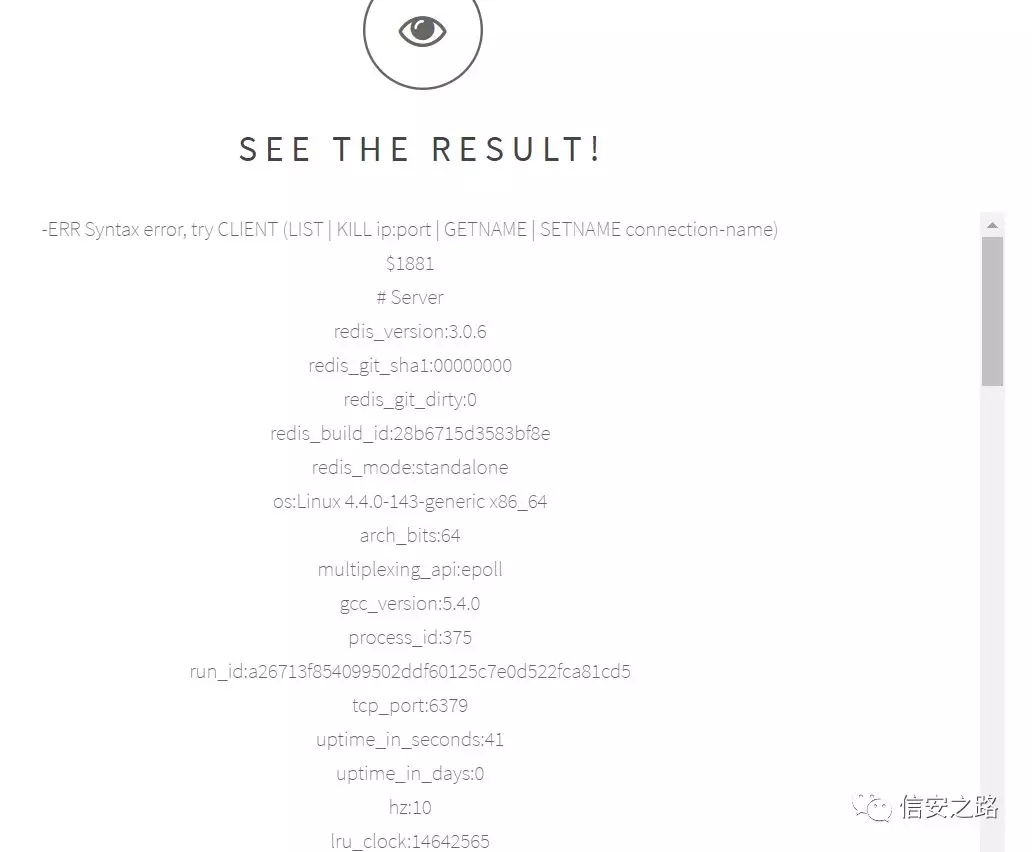 SEE THE RESULT!
-ERR Syntax error, try CLIENT (LIST | KILL ip:port | GETNAME | SETNAME connection-name)
$1881
# Server
redis_version:3.0.6
redis_git_sha1:00000000
redis_git_dirty:0
redis_build_id:28b6715d3583bf8e
redis_mode:standalone
os:Linux 4.4.0-143-generic x86_64
arch_bits:64
multiplexing_api:epoll
gcc_version:5.4.0
process_id:375
run_id:a26713f854099502ddf60125c7e0d522fca81cd5
tcp_port:6379
uptime_in_seconds:41
uptime_in_days:0
hz:10
lru_clock:14642565
信安之路